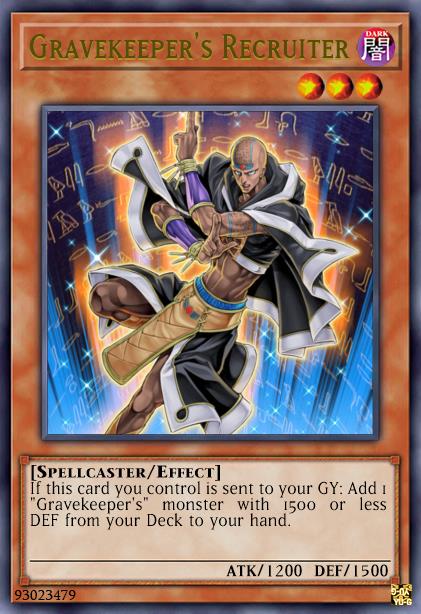 GRAVEKEEPER'S RECRUITER
DARK
闇
[SPELLCASTER/EFFECT]
If this card you control is sent to your GY: Add 1
"Gravekeeper's" monster with 1500 or less
DEF from your Deck to your hand.
ATK/1200 DEF/1500
93023479